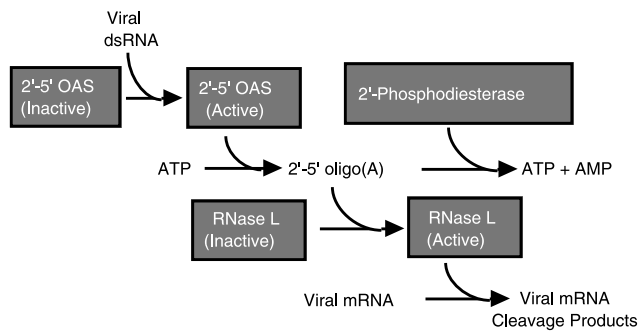 Viral
dsRNA
2'-5' OAS
(Inactive)
2'-5' OAS
(Active)
2'-Phosphodiesterase
ATP
2'-5' oligo(A)
ATP + AMP
RNase L
(Inactive)
RNase L
(Active)
Viral mRNA
Viral mRNA
Cleavage Products